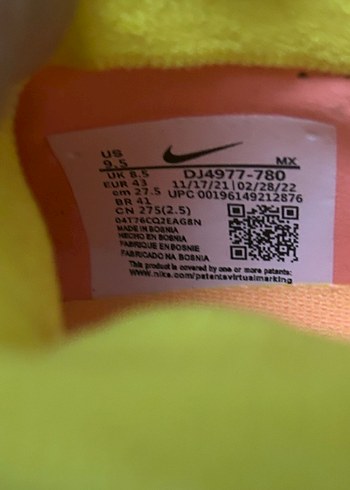 US
9.5
MX
UK 8.5 DJ4977-780
EUR 43 11/17/21 | 02/28/22
cm 27.5 UPC 00196149212876
BR 41
CN 275(2.5)
04T76CQ2EAG8N
MADE IN BOSNIA
HECHO EN BOSNIA
FABRIQUE EN BOSNIE
FABRICADO NA BOSNIA
This product is covered by one or more patents:
www.nike.com/patentsvirtualmarking